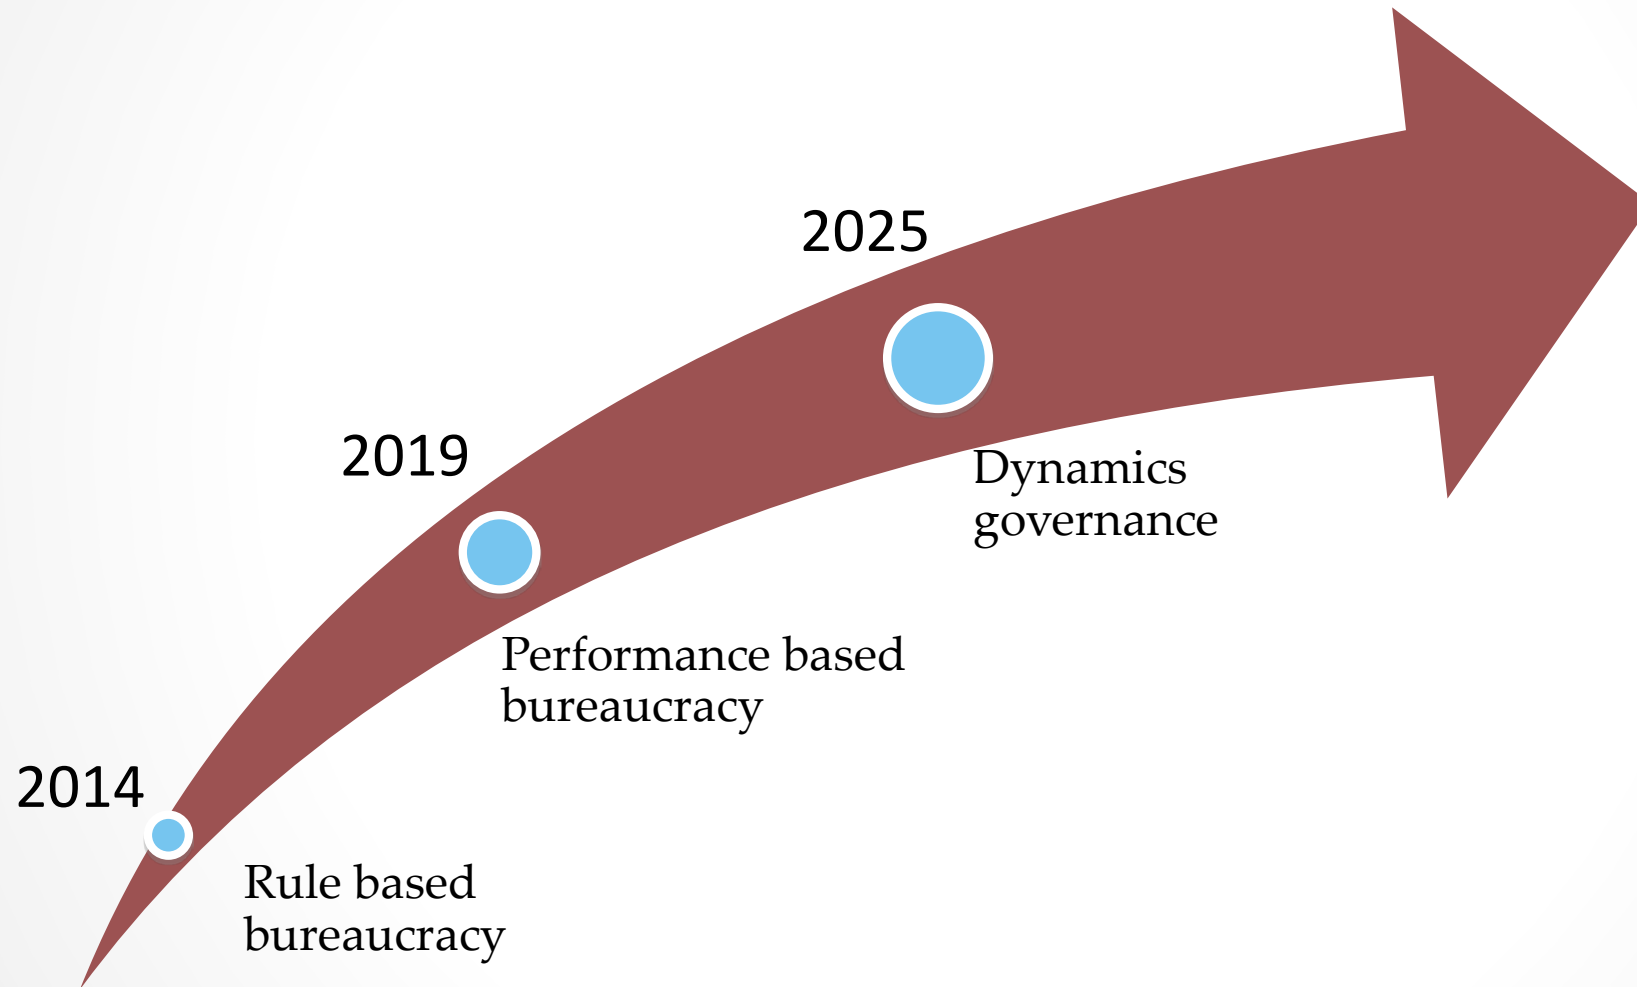 2025
2019
Dynamics
governance
Performance based
bureaucracy
2014
Rule based
bureaucracy